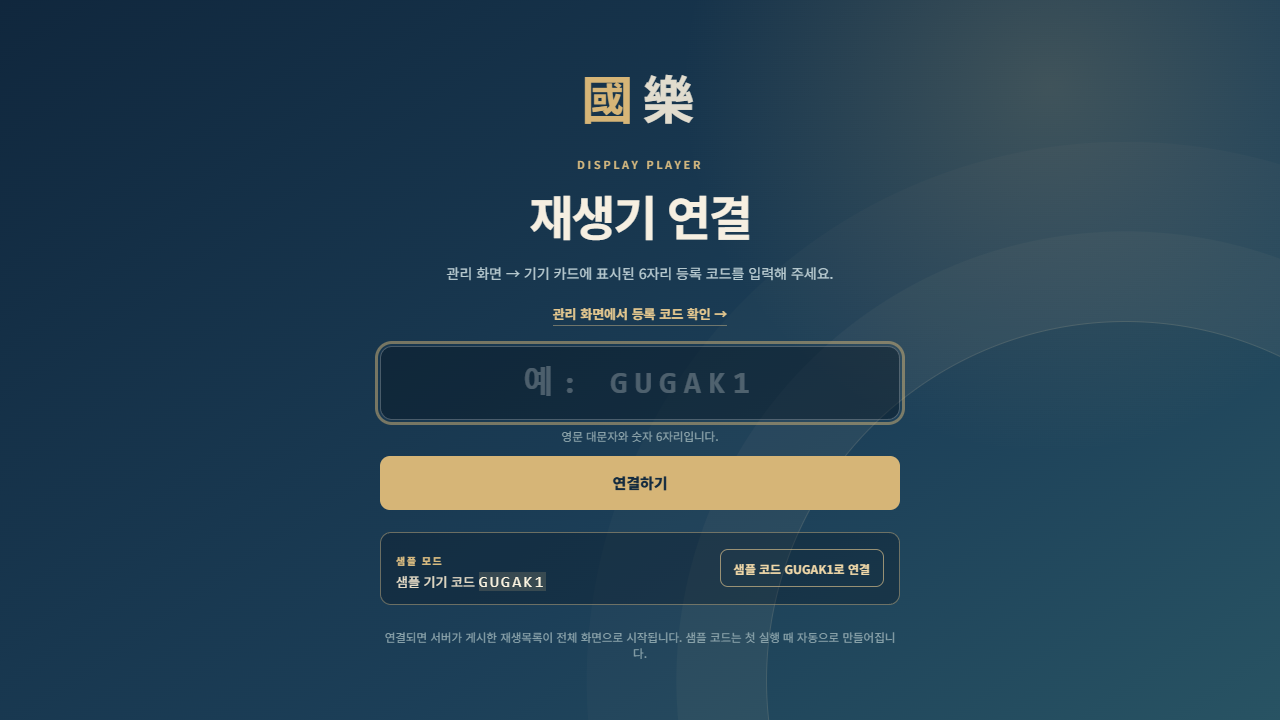 國樂
DISPLAY PLAYER
재생기 연결
관리 화면 → 기기 카드에 표시된 6자리 등록 코드를 입력해 주세요.
관리 화면에서 등록 코드 확인 →
예: GUGAK1
영문 대문자와 숫자 6자리입니다.
연결하기
샘플 모드
샘플 기기 코드 GUGAK1
샘플 코드 GUGAK1로 연결
연결되면 서버가 게시한 재생목록이 전체 화면으로 시작됩니다. 샘플 코드는 첫 실행 때 자동으로 만들어집니
다.